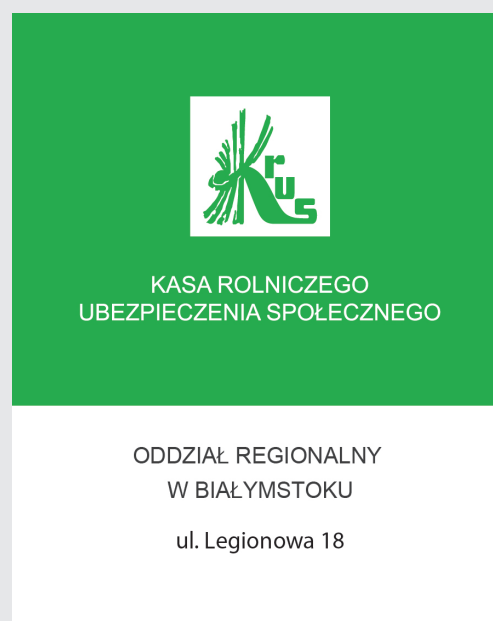 Krus
KASA ROLNICZEGO
UBEZPIECZENIA SPOŁECZNEGO
ODDZIAŁ REGIONALNY
W BIAŁYMSTOKU
ul. Legionowa 18